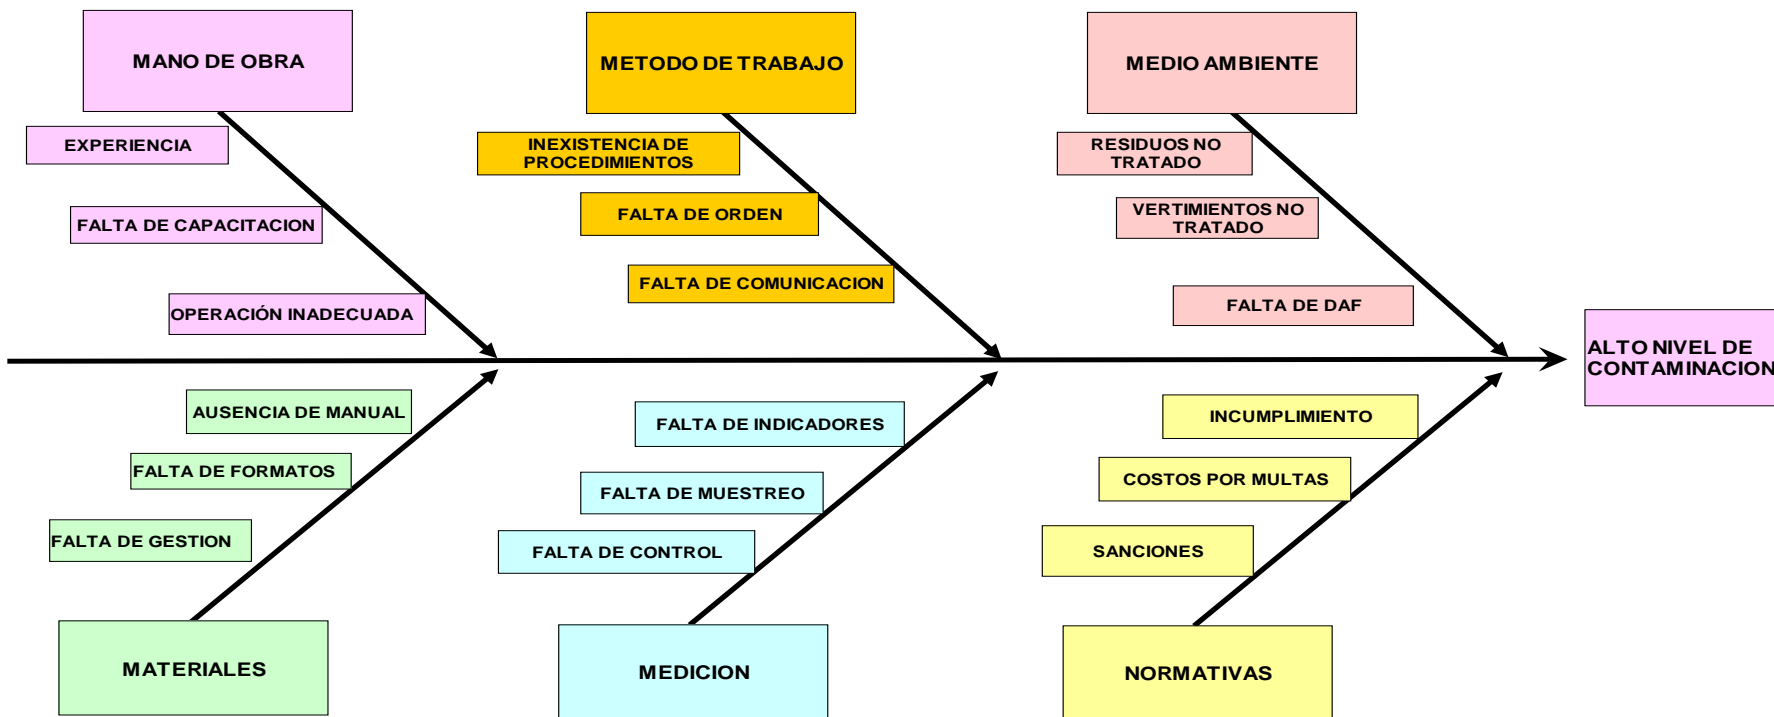 MANO DE OBRA
METODO DE TRABAJO
MEDIO AMBIENTE
EXPERIENCIA
FALTA DE CAPACITACION
OPERACIÓN INADECUADA
INEXISTENCIA DE
PROCEDIMIENTOS
FALTA DE ORDEN
FALTA DE COMUNICACION
RESIDUOS NO
TRATADO
VERTIMIENTOS NO
TRATADO
FALTA DE DAF
ALTO NIVEL DE
CONTAMINACION
AUSENCIA DE MANUAL
FALTA DE FORMATOS
FALTA DE GESTION
FALTA DE INDICADORES
FALTA DE MUESTREO
FALTA DE CONTROL
INCUMPLIMIENTO
COSTOS POR MULTAS
SANCIONES
MATERIALES
MEDICION
NORMATIVAS